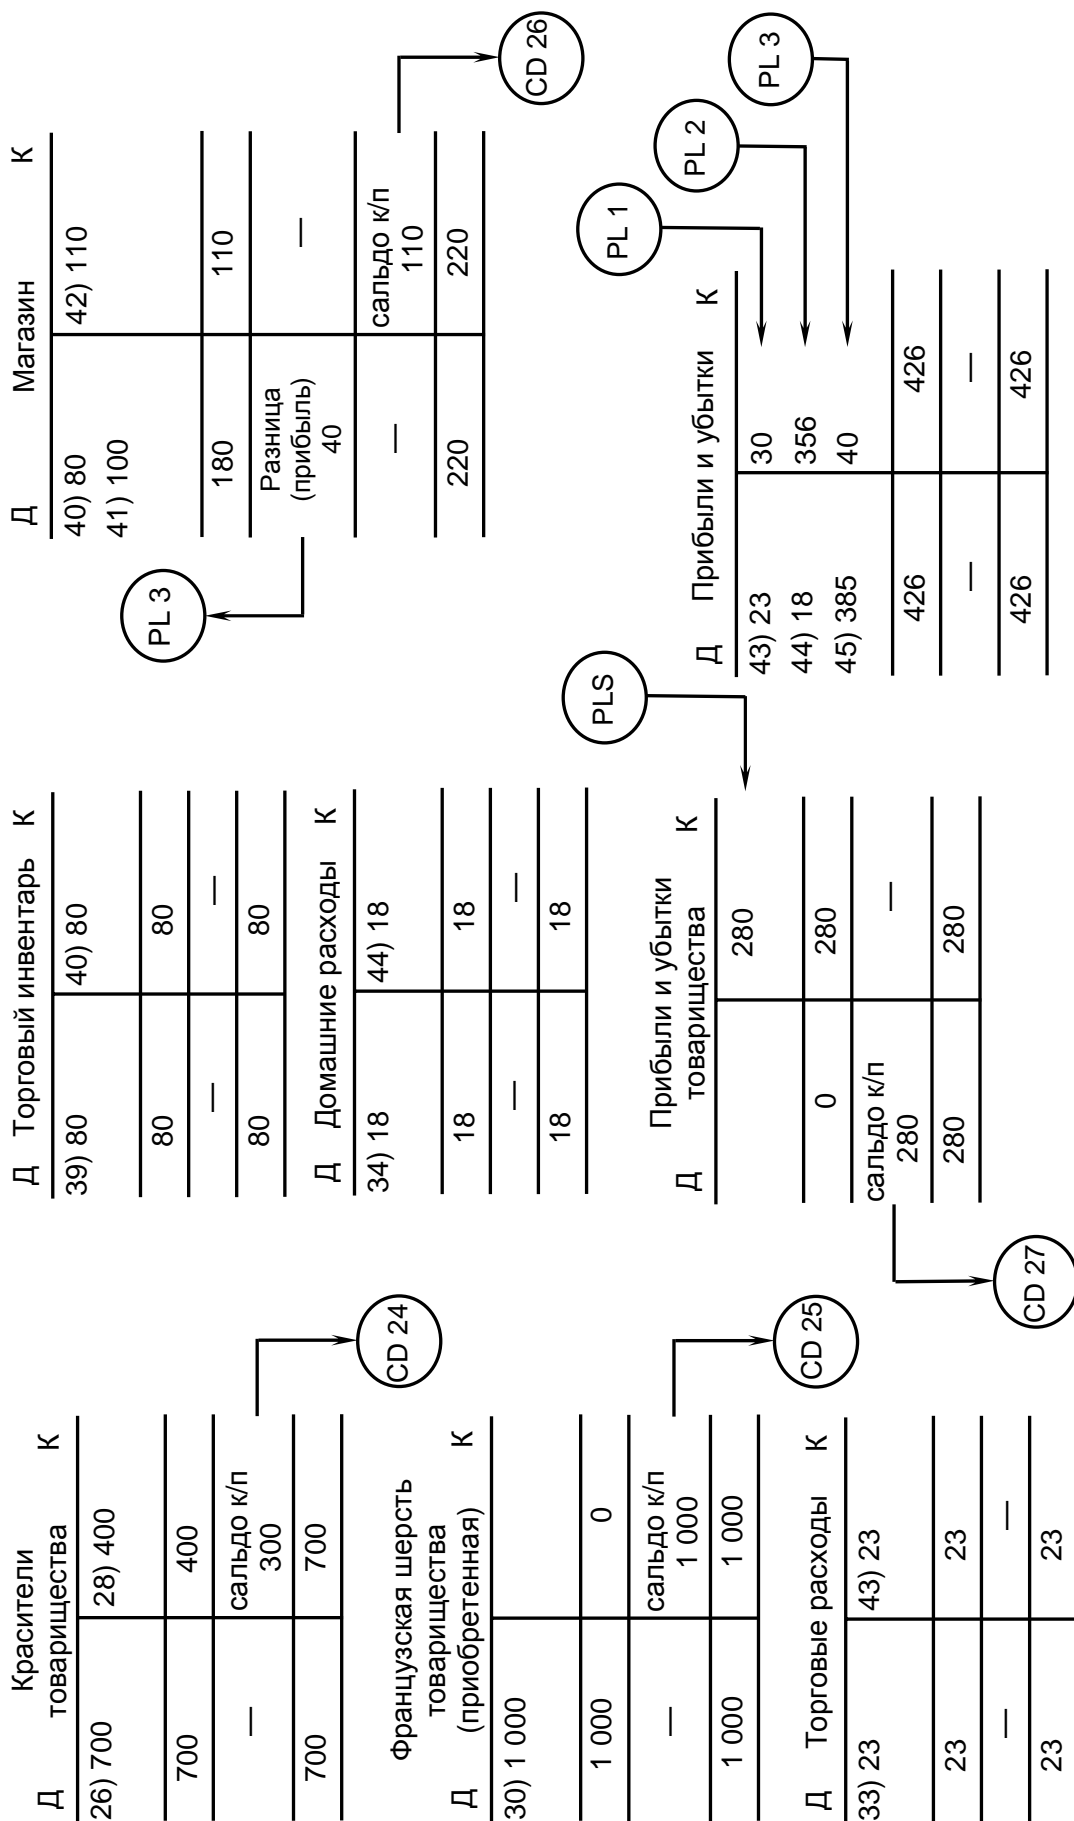 Д Красители К
товарищества
26) 700 28) 400
700 400
— сальдо к/п
300
700 700
CD 24
Д Торговый инвентарь К
39) 80 40) 80
80 80
— —
80 80
Д Магазин К
40) 80 42) 110
41) 100
180 110
Разница —
(прибыль)
40
— сальдо к/п
110
220 220
PL 3
CD 26
Французская шерсть
товарищества
Д (приобретенная) К
30) 1 000
1 000 0
— сальдо к/п
1 000
1 000 1 000
CD 25
Д Домашние расходы К
34) 18 44) 18
18 18
— —
18 18
Д Торговые расходы К
33) 23 43) 23
23 23
— —
23 23
Прибыли и убытки
Д товарищества К
280
0 280
сальдо к/п —
280
280 280
PLS
CD 27
Д Прибыли и убытки К
43) 23 30
44) 18 356
45) 385 40
426 426
— —
426 426
PL 1
PL 2
PL 3